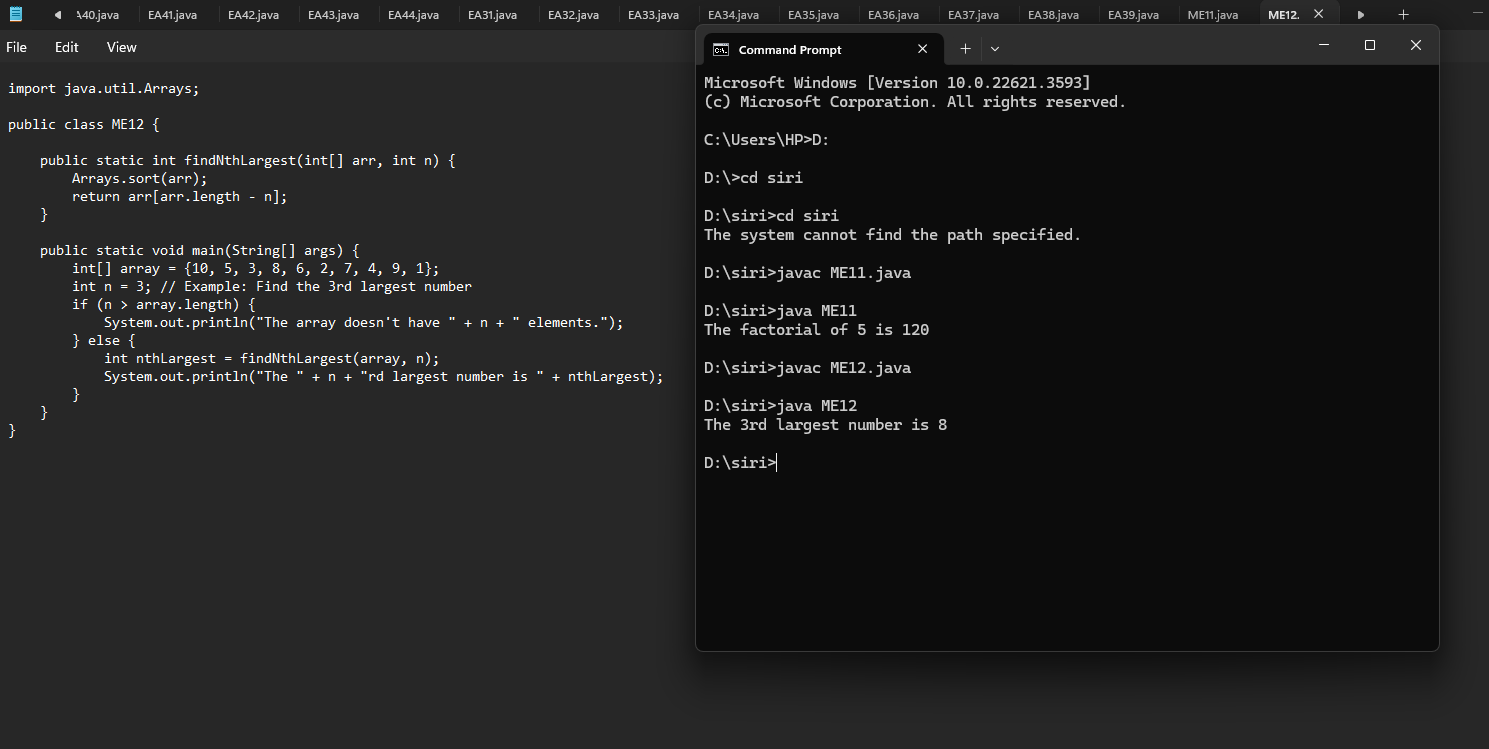 A40.java EA41.java EA42.java EA43.java EA44.java EA31.java EA32.java EA33.java EA34.java EA35.java EA36.java EA37.java EA38.java EA39.java ME11.java ME12.
File Edit View
import java.util.Arrays;
public class ME12 {
public static int findNthLargest(int[] arr, int n) {
Arrays.sort(arr);
return arr[arr.length - n];
}
public static void main(String[] args) {
int[] array = {10, 5, 3, 8, 6, 2, 7, 4, 9, 1};
int n = 3; // Example: Find the 3rd largest number
if (n > array.length) {
System.out.println("The array doesn't have " + n + " elements.");
} else {
int nthLargest = findNthLargest(array, n);
System.out.println("The " + n + "rd largest number is " + nthLargest);
}
}
}
Command Prompt
Microsoft Windows [Version 10.0.22621.3593]
(c) Microsoft Corporation. All rights reserved.
C:\Users\HP>D:
D:\>cd siri
D:\siri>cd siri
The system cannot find the path specified.
D:\siri>javac ME11.java
D:\siri>java ME11
The factorial of 5 is 120
D:\siri>javac ME12.java
D:\siri>java ME12
The 3rd largest number is 8
D:\siri>